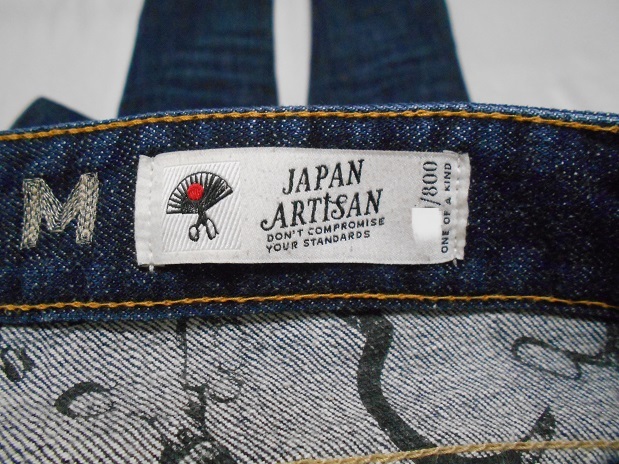 M
JAPAN
ARTISAN
DON'T COMPROMISE
YOUR STANDARDS
/800
ONE OF A KIND